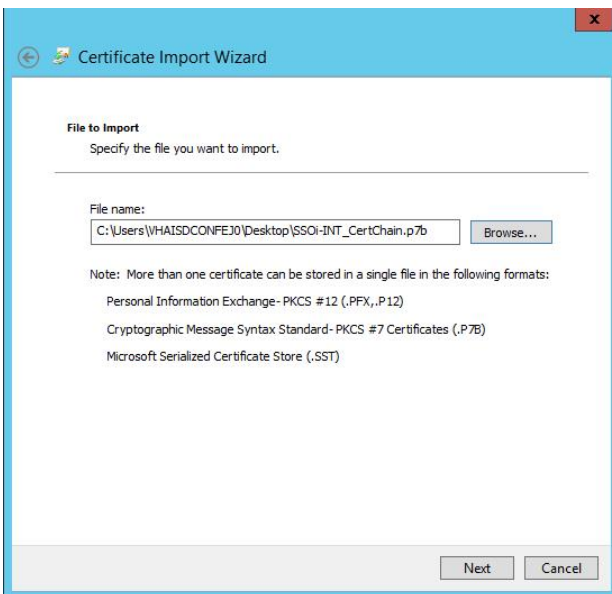 x
Certificate Import Wizard
File to Import
Specify the file you want to import.
File name:
C:\Users\VHAISDCONFEJ0\Desktop\SSOi-INT_CertChain.p7b
Browse...
Note: More than one certificate can be stored in a single file in the following formats:
Personal Information Exchange- PKCS #12 (.PFX,.P12)
Cryptographic Message Syntax Standard- PKCS #7 Certificates (.P7B)
Microsoft Serialized Certificate Store (.SST)
Next
Cancel